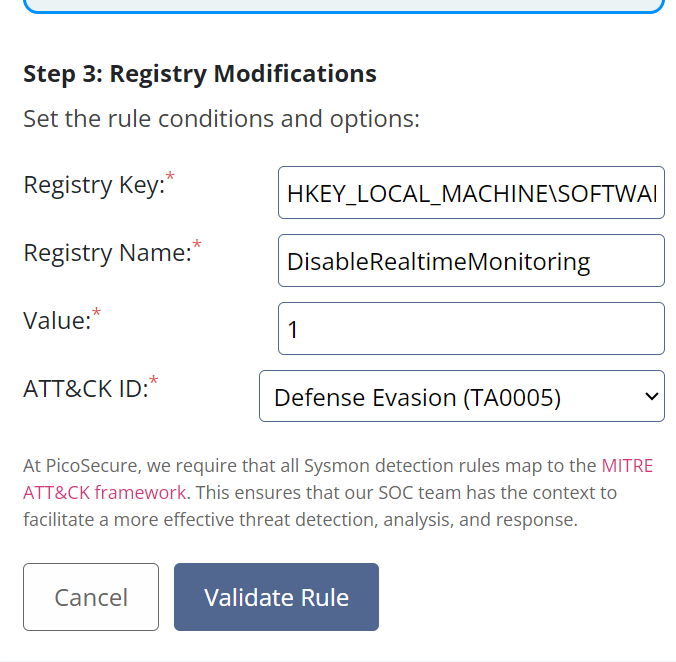 Step 3: Registry Modifications
Set the rule conditions and options:
Registry Key:*
HKEY_LOCAL_MACHINE\SOFTWAI
Registry Name:*
DisableRealtimeMonitoring
Value:*
1
ATT&CK ID:*
Defense Evasion (TA0005)
At PicoSecure, we require that all Sysmon detection rules map to the MITRE
ATT&CK framework. This ensures that our SOC team has the context to
facilitate a more effective threat detection, analysis, and response.
Cancel
Validate Rule